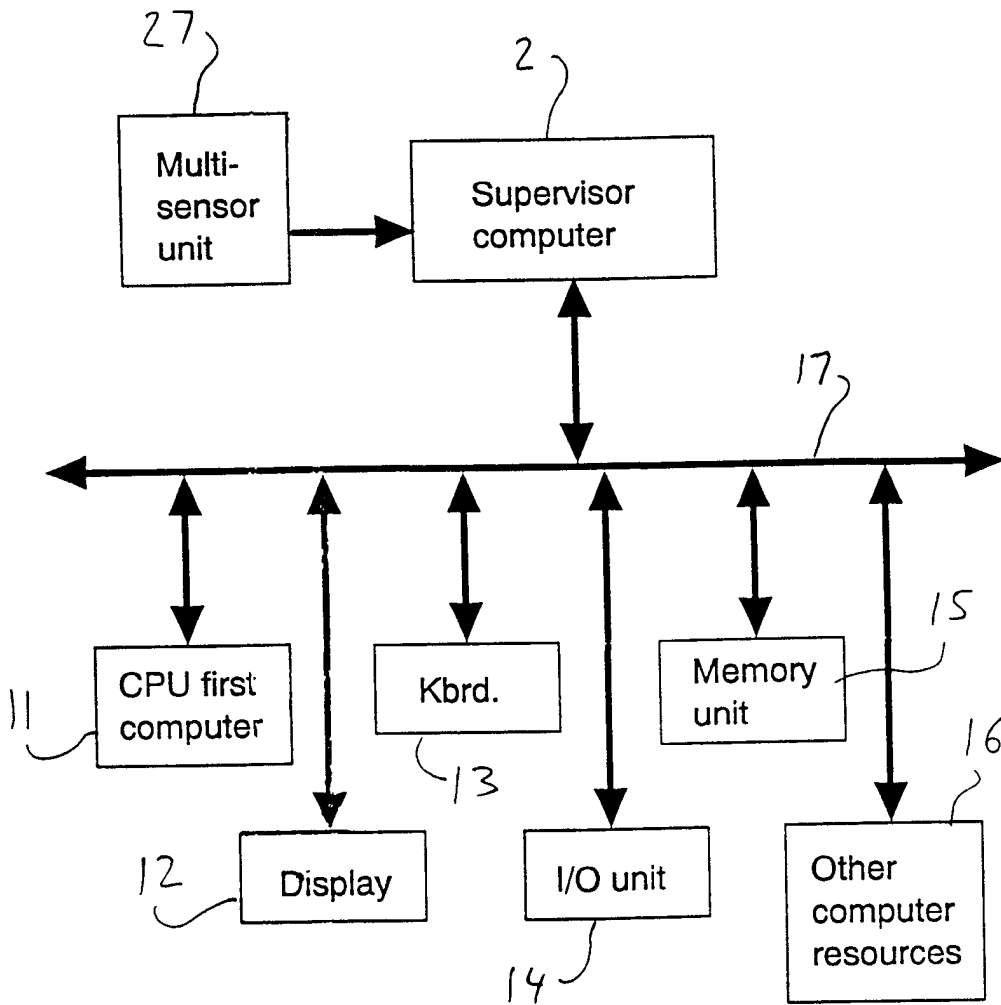 27
2
Multi-
sensor
unit
Supervisor
computer
17
CPU first
computer
Kbrd.
Memory
unit
15
11
13
16
12
Display
I/O unit
14
Other
computer
resources